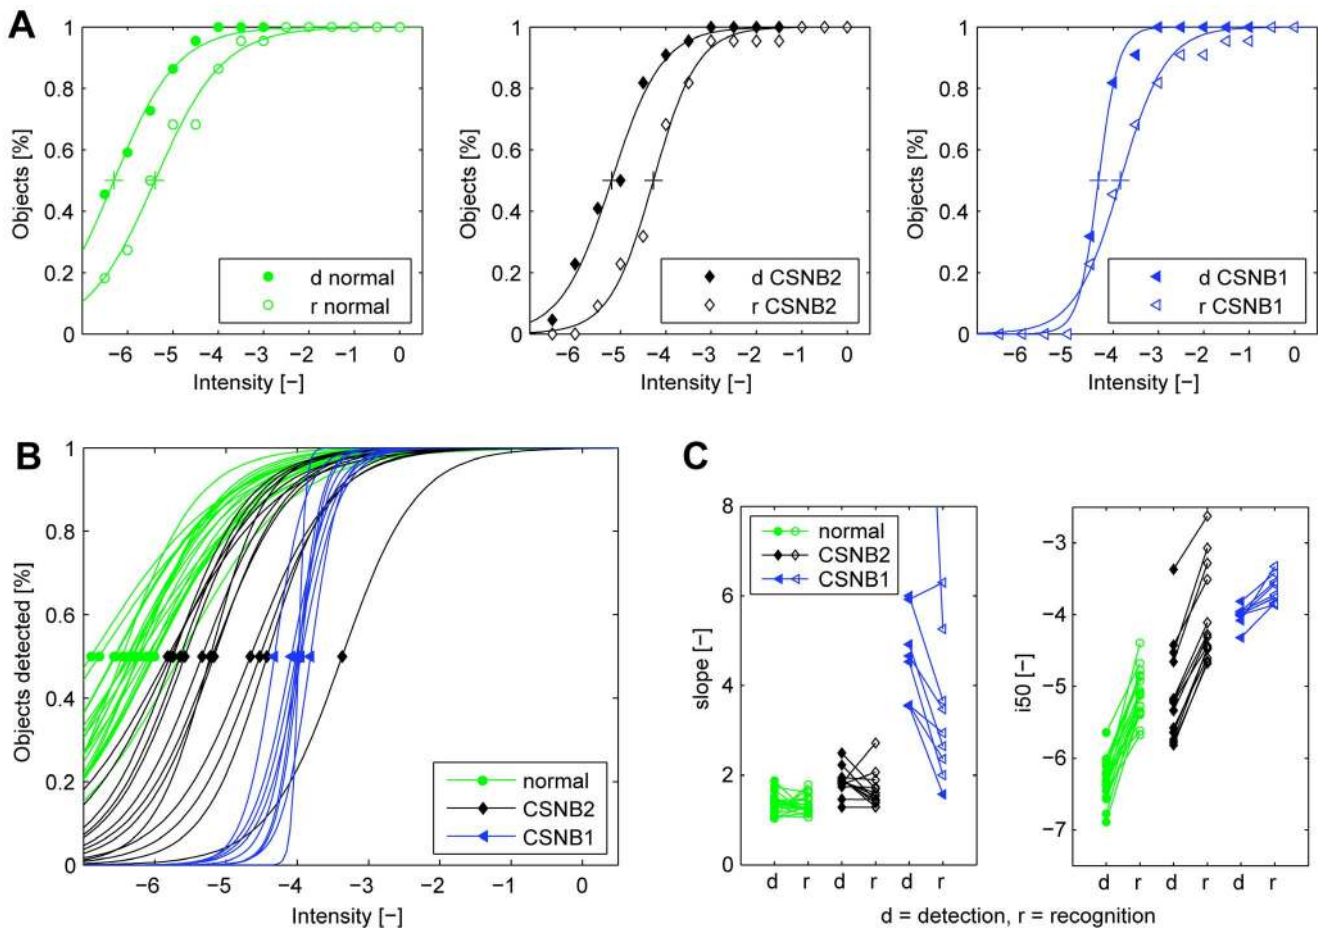 A
Objects [%]
1
0.8
0.6
0.4
0.2
0
d normal
r normal
−6 −5 −4 −3 −2 −1 0
Intensity [−]
Objects [%]
1
0.8
0.6
0.4
0.2
0
d CSNB2
r CSNB2
−6 −5 −4 −3 −2 −1 0
Intensity [−]
Objects [%]
1
0.8
0.6
0.4
0.2
0
d CSNB1
r CSNB1
−6 −5 −4 −3 −2 −1 0
Intensity [−]
B
Objects detected [%]
1
0.8
0.6
0.4
0.2
0
normal
CSNB2
CSNB1
−6 −5 −4 −3 −2 −1 0
Intensity [−]
C
slope [−]
8
6
4
2
0
normal
CSNB2
CSNB1
d r d r d r
i50 [−]
−3
−4
−5
−6
−7
d r d r d r
d = detection, r = recognition